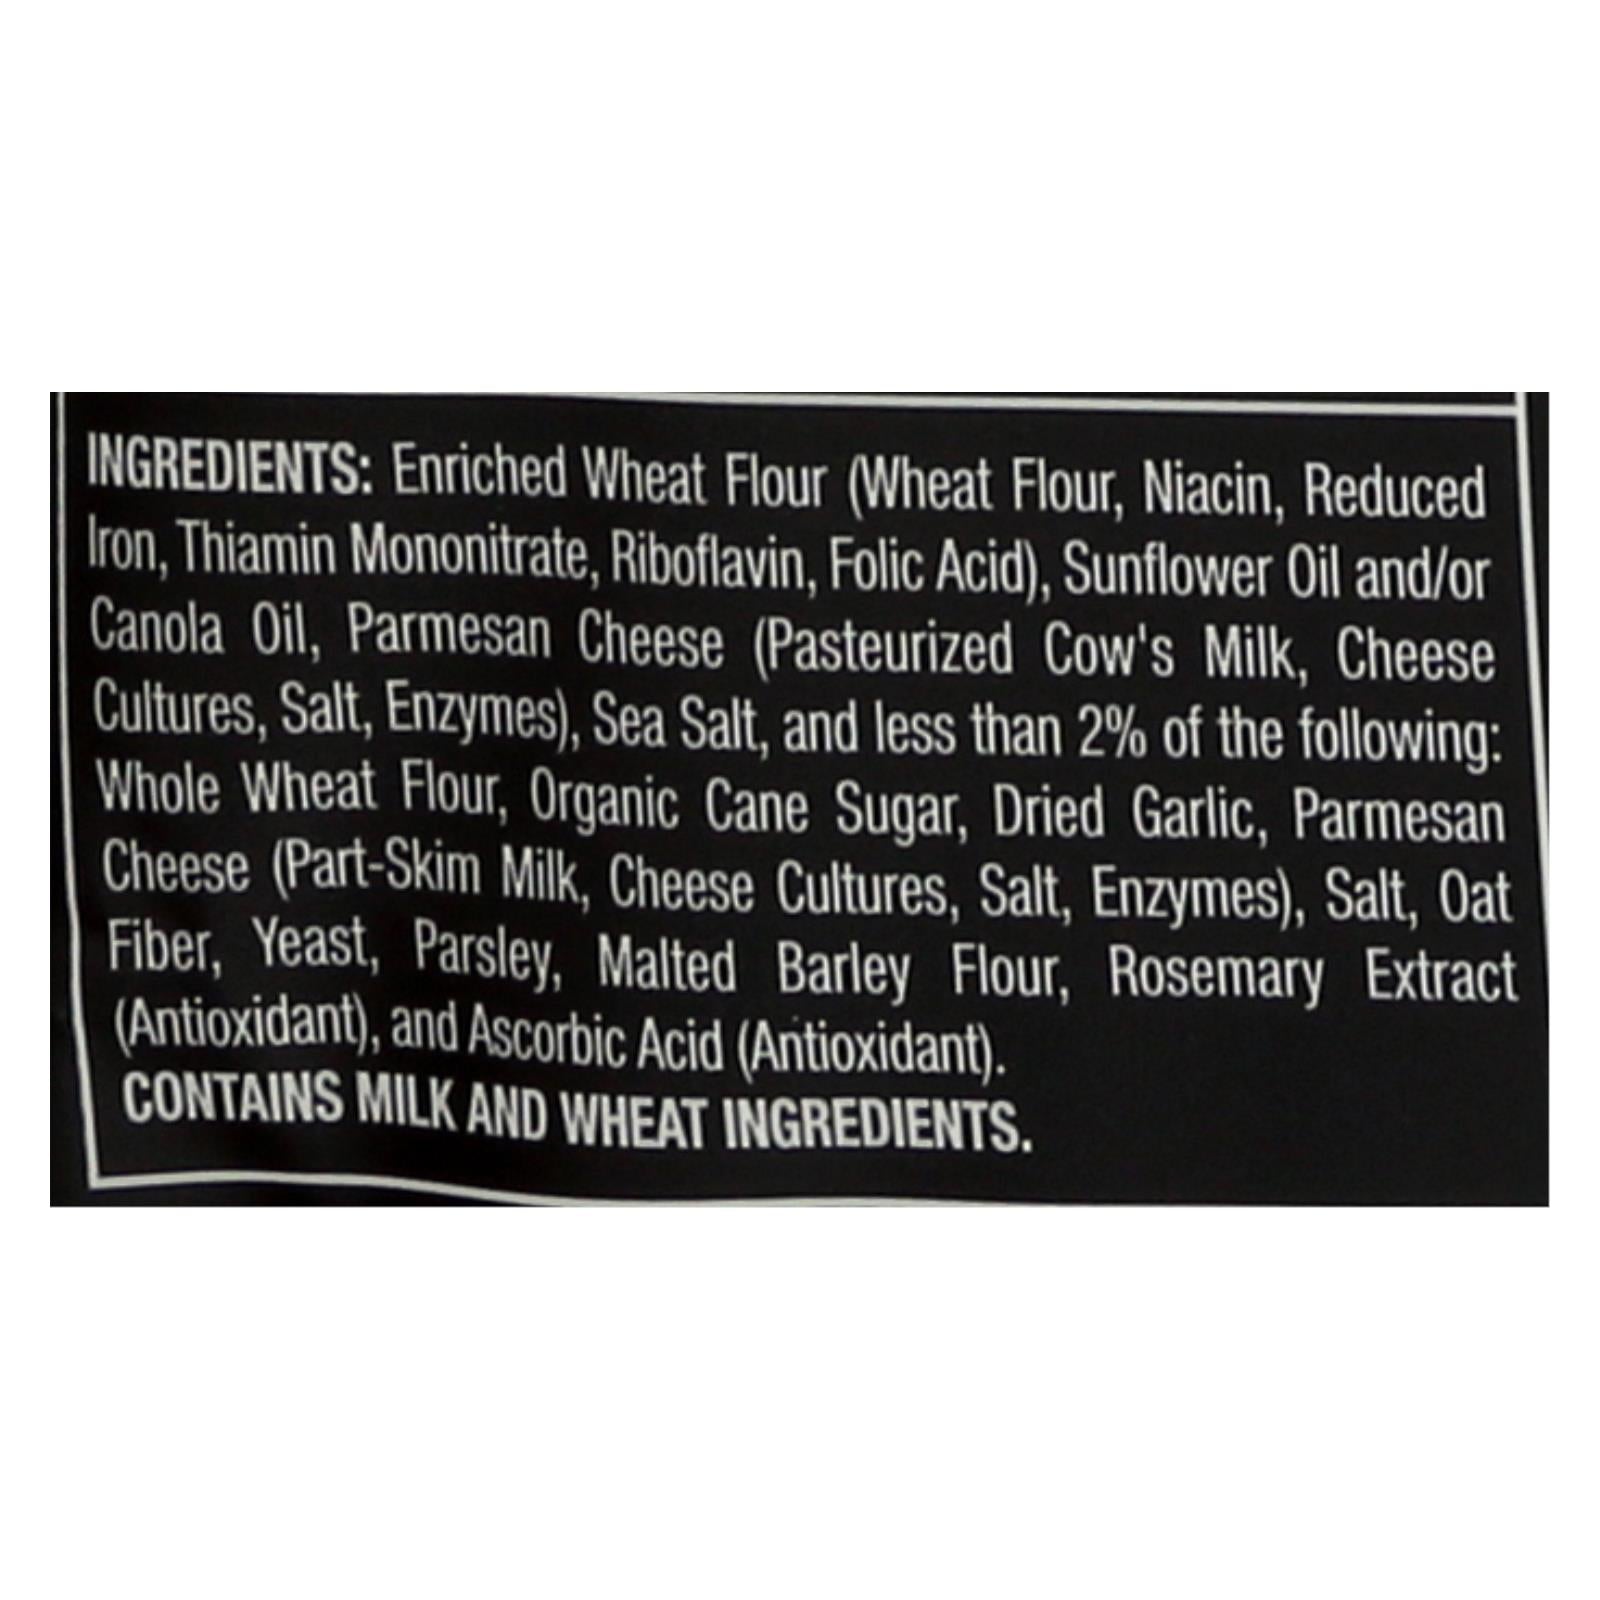 INGREDIENTS: Enriched Wheat Flour (Wheat Flour, Niacin, Reduced
Iron, Thiamin Mononitrate, Riboflavin, Folic Acid), Sunflower Oil and/or
Canola Oil, Parmesan Cheese (Pasteurized Cow's Milk, Cheese
Cultures, Salt, Enzymes), Sea Salt, and less than 2% of the following:
Whole Wheat Flour, Organic Cane Sugar, Dried Garlic, Parmesan
Cheese (Part-Skim Milk, Cheese Cultures, Salt, Enzymes), Salt, Oat
Fiber, Yeast, Parsley, Malted Barley Flour, Rosemary Extract
(Antioxidant), and Ascorbic Acid (Antioxidant).
CONTAINS MILK AND WHEAT INGREDIENTS.